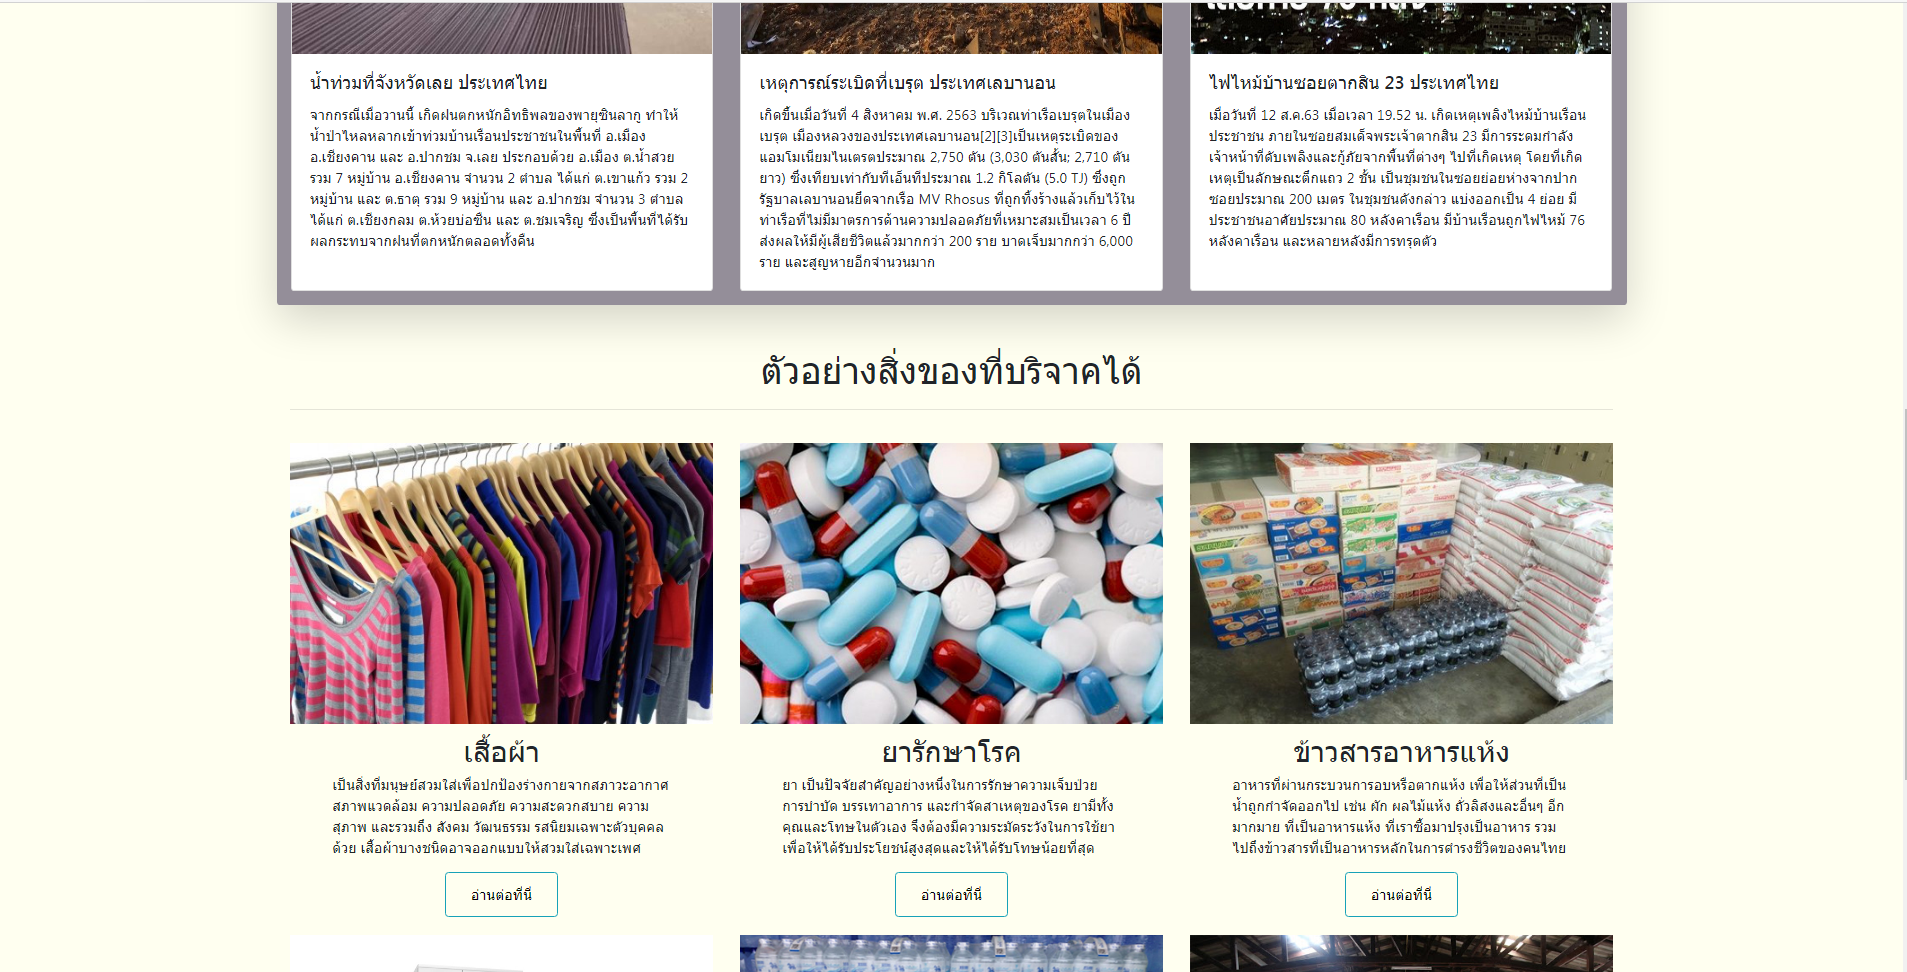 น้ำท่วมที่จังหวัดเลย ประเทศไทย
จากกรณีเมื่อวานนี้ เกิดฝนตกหนักอิทธิพลของพายุซินลากู ทำให้
น้ำป่าไหลหลากเข้าท่วมบ้านเรือนประชาชนในพื้นที่ อ.เมือง
อ.เชียงคาน และ อ.ปากชม จ.เลย ประกอบด้วย อ.เมือง ต.น้ำสวย
รวม 7 หมู่บ้าน อ.เชียงคาน จำนวน 2 ตำบล ได้แก่ ต.เขาแก้ว รวม 2
หมู่บ้าน และ ต.ธาตุ รวม 9 หมู่บ้าน และ อ.ปากชม จำนวน 3 ตำบล
ได้แก่ ต.เชียงกลม ต.ห้วยบ่อซืน และ ต.ชมเจริญ ซึ่งเป็นพื้นที่ได้รับ
ผลกระทบจากฝนที่ตกหนักตลอดทั้งคืน
เหตุการณ์ระเบิดที่เบรุต ประเทศเลบานอน
เกิดขึ้นเมื่อวันที่ 4 สิงหาคม พ.ศ. 2563 บริเวณท่าเรือเบรุตในเมือง
เบรุต เมืองหลวงของประเทศเลบานอน[2][3]เป็นเหตุระเบิดของ
แอมโมเนียมไนเตรตประมาณ 2,750 ตัน (3,030 ตันสั้น; 2,710 ตัน
ยาว) ซึ่งเทียบเท่ากับทีเอ็นทีประมาณ 1.2 กิโลตัน (5.0 TJ) ซึ่งถูก
รัฐบาลเลบานอนยึดจากเรือ MV Rhosus ที่ถูกทิ้งร้างแล้วเก็บไว้ใน
ท่าเรือที่ไม่มีมาตรการด้านความปลอดภัยที่เหมาะสมเป็นเวลา 6 ปี
ส่งผลให้มีผู้เสียชีวิตแล้วมากกว่า 200 ราย บาดเจ็บมากกว่า 6,000
ราย และสูญหายอีกจำนวนมาก
ไฟไหม้บ้านซอยตากสิน 23 ประเทศไทย
เมื่อวันที่ 12 ส.ค.63 เมื่อเวลา 19.52 น. เกิดเหตุเพลิงไหม้บ้านเรือน
ประชาชน ภายในซอยสมเด็จพระเจ้าตากสิน 23 มีการระดมกำลัง
เจ้าหน้าที่ดับเพลิงและกู้ภัยจากพื้นที่ต่างๆ ไปที่เกิดเหตุ โดยที่เกิด
เหตุเป็นลักษณะตึกแถว 2 ชั้น เป็นชุมชนในซอยย่อยห่างจากปาก
ซอยประมาณ 200 เมตร ในชุมชนดังกล่าว แบ่งออกเป็น 4 ย่อย มี
ประชาชนอาศัยประมาณ 80 หลังคาเรือน มีบ้านเรือนถูกไฟไหม้ 76
หลังคาเรือน และหลายหลังมีการทรุดตัว
ตัวอย่างสิ่งของที่บริจาคได้
เสื้อผ้า
เป็นสิ่งที่มนุษย์สวมใส่เพื่อปกป้องร่างกายจากสภาวะอากาศ
สภาพแวดล้อม ความปลอดภัย ความสะดวกสบาย ความ
สุภาพ และรวมถึง สังคม วัฒนธรรม รสนิยมเฉพาะตัวบุคคล
ด้วย เสื้อผ้าบางชนิดอาจออกแบบให้สวมใส่เฉพาะเพศ
อ่านต่อที่นี่
ยารักษาโรค
ยา เป็นปัจจัยสำคัญอย่างหนึ่งในการรักษาความเจ็บป่วย
การบำบัด บรรเทาอาการ และกำจัดสาเหตุของโรค ยามีทั้ง
คุณและโทษในตัวเอง จึงต้องมีความระมัดระวังในการใช้ยา
เพื่อให้ได้รับประโยชน์สูงสุดและให้ได้รับโทษน้อยที่สุด
อ่านต่อที่นี่
ข้าวสารอาหารแห้ง
อาหารที่ผ่านกระบวนการอบหรือตากแห้ง เพื่อให้ส่วนที่เป็น
น้ำถูกกำจัดออกไป เช่น ผัก ผลไม้แห้ง ถั่วลิสงและอื่นๆ อีก
มากมาย ที่เป็นอาหารแห้ง ที่เราซื้อมาปรุงเป็นอาหาร รวม
ไปถึงข้าวสารที่เป็นอาหารหลักในการดำรงชีวิตของคนไทย
อ่านต่อที่นี่